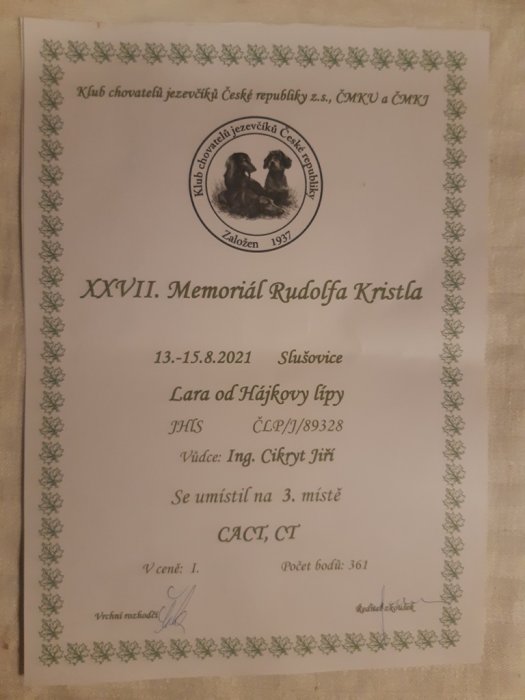 Klub chovatelů jezevčíků České republiky z.s., ČMKU a ČMKJ
Klub chovatelů jezevčíků České republiky
Založen 1937
XXVII. Memoriál Rudolfa Kristla
13.-15.8.2021 Slušovice
Lara od Hájkovy lípy
JHlS ČLP/J/89328
Vůdce: Ing. Cikryt Jiří
Se umístil na 3. místě
CACT, CT
V ceně: I. Počet bodů: 361
Vrchní rozhodčí ředitel zkoušek